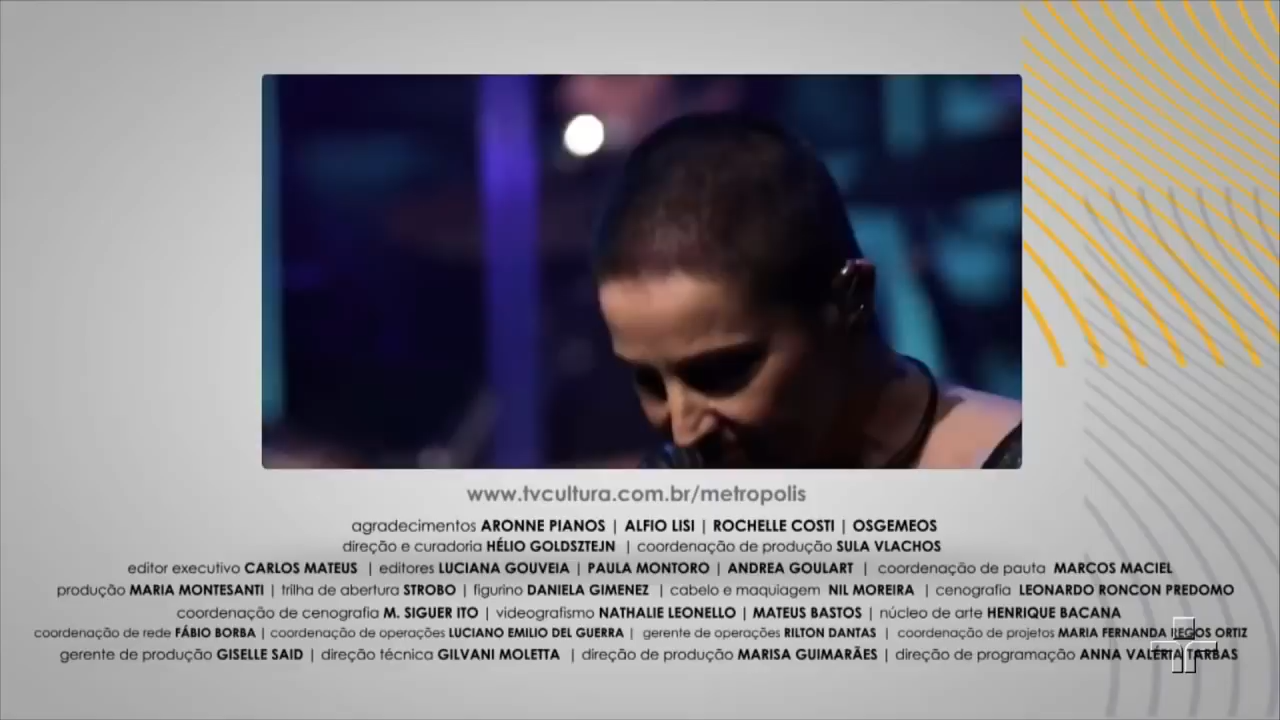 www.tvcultura.com.br/metropolis
agradecimentos ARONNE PIANOS | ALFIO LISI | ROCHELLE COSTI | OSGEMEOS
direção e curadoria HÉLIO GOLDSZTEJN | coordenação de produção SULA VLACHOS
editor executivo CARLOS MATEUS | editores LUCIANA GOUVEIA | PAULA MONTORO | ANDREA GOULART | coordenação de pauta MARCOS MACIEL
produção MARIA MONTESANTI | trilha de abertura STROBO | figurino DANIELA GIMENEZ | cabelo e maquiagem NIL MOREIRA | cenografia LEONARDO RONCON PREDOMO
coordenação de cenografia M. SIGUER ITO | videografismo NATHALIE LEONELLO | MATEUS BASTOS | núcleo de arte HENRIQUE BACANA
coordenação de rede FÁBIO BORBA | coordenação de operações LUCIANO EMILIO DEL GUERRA | gerente de operações RILTON DANTAS | coordenação de projetos MARIA FERNANDA ORTIZ
gerente de produção GISELLE SAID | direção técnica GILVANI MOLETTA | direção de produção MARISA GUIMARÃES | direção de programação ANNA VALÉRIA TARBAS